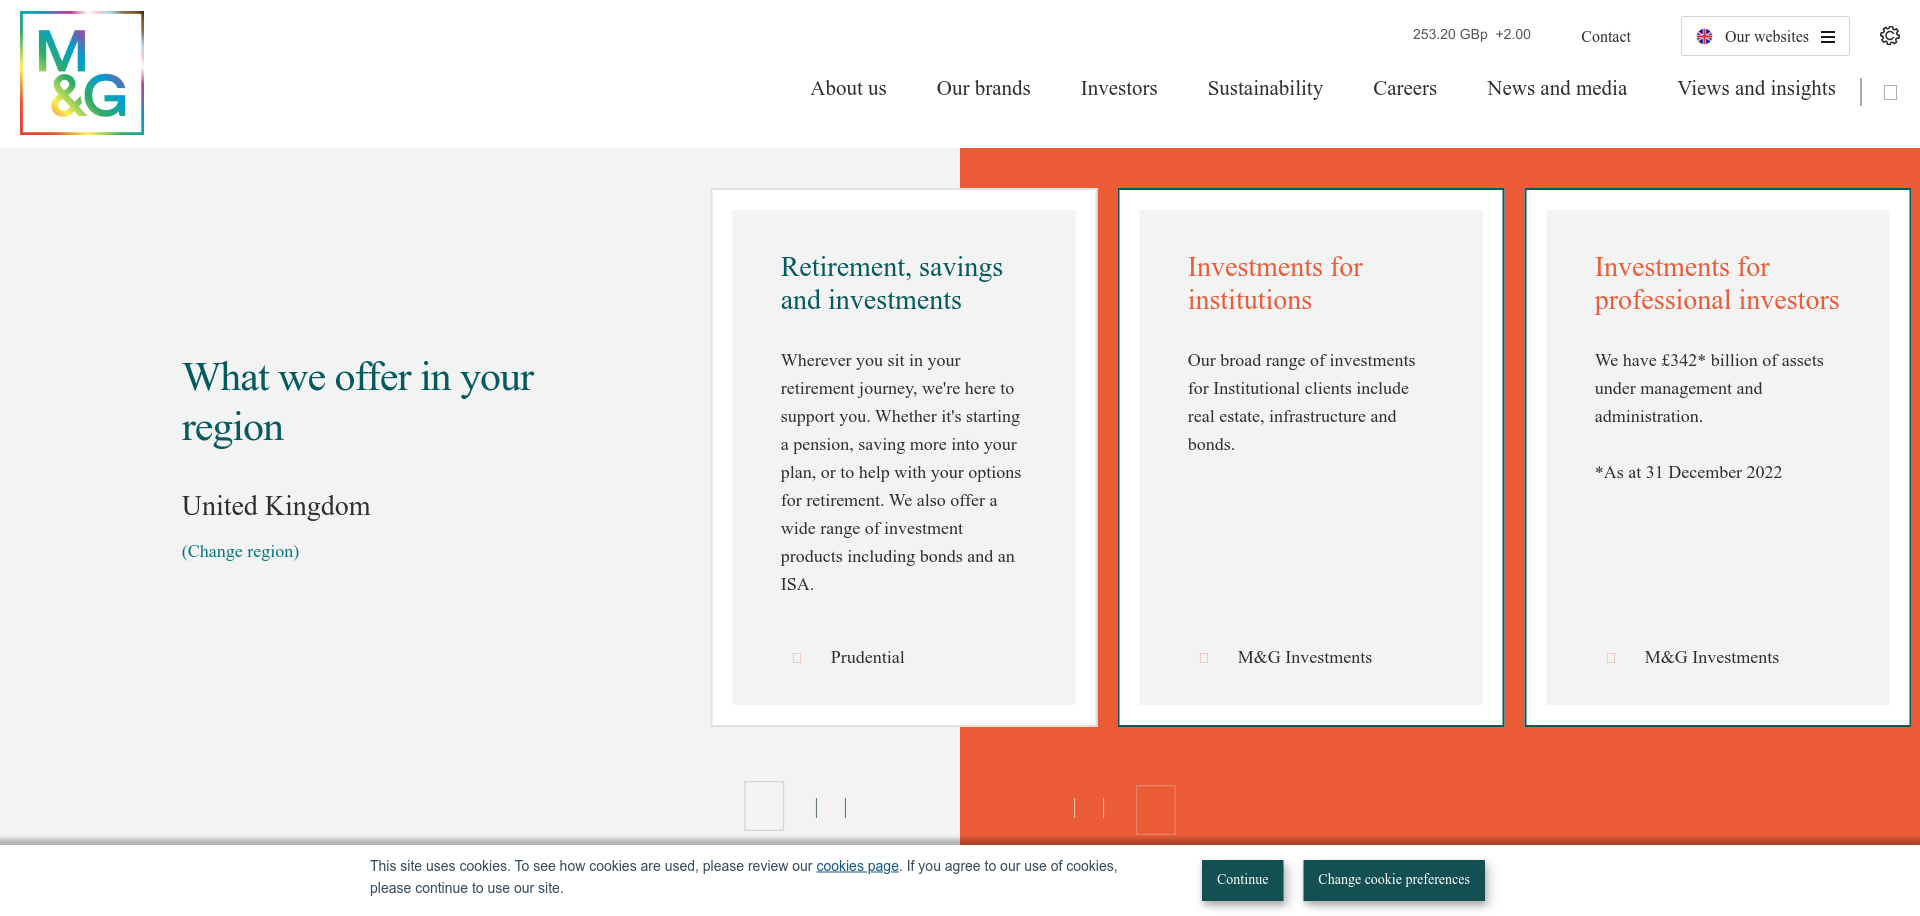 M
&G
253.20 GBp +2.00
Contact
Our websites
About us
Our brands
Investors
Sustainability
Careers
News and media
Views and insights
What we offer in your
region
United Kingdom
(Change region)
Retirement, savings
and investments
Wherever you sit in your
retirement journey, we're here to
support you. Whether it's starting
a pension, saving more into your
plan, or to help with your options
for retirement. We also offer a
wide range of investment
products including bonds and an
ISA.
Prudential
Investments for
institutions
Our broad range of investments
for Institutional clients include
real estate, infrastructure and
bonds.
M&G Investments
Investments for
professional investors
We have £342* billion of assets
under management and
administration.
*As at 31 December 2022
M&G Investments
This site uses cookies. To see how cookies are used, please review our cookies page. If you agree to our use of cookies,
please continue to use our site.
Continue
Change cookie preferences